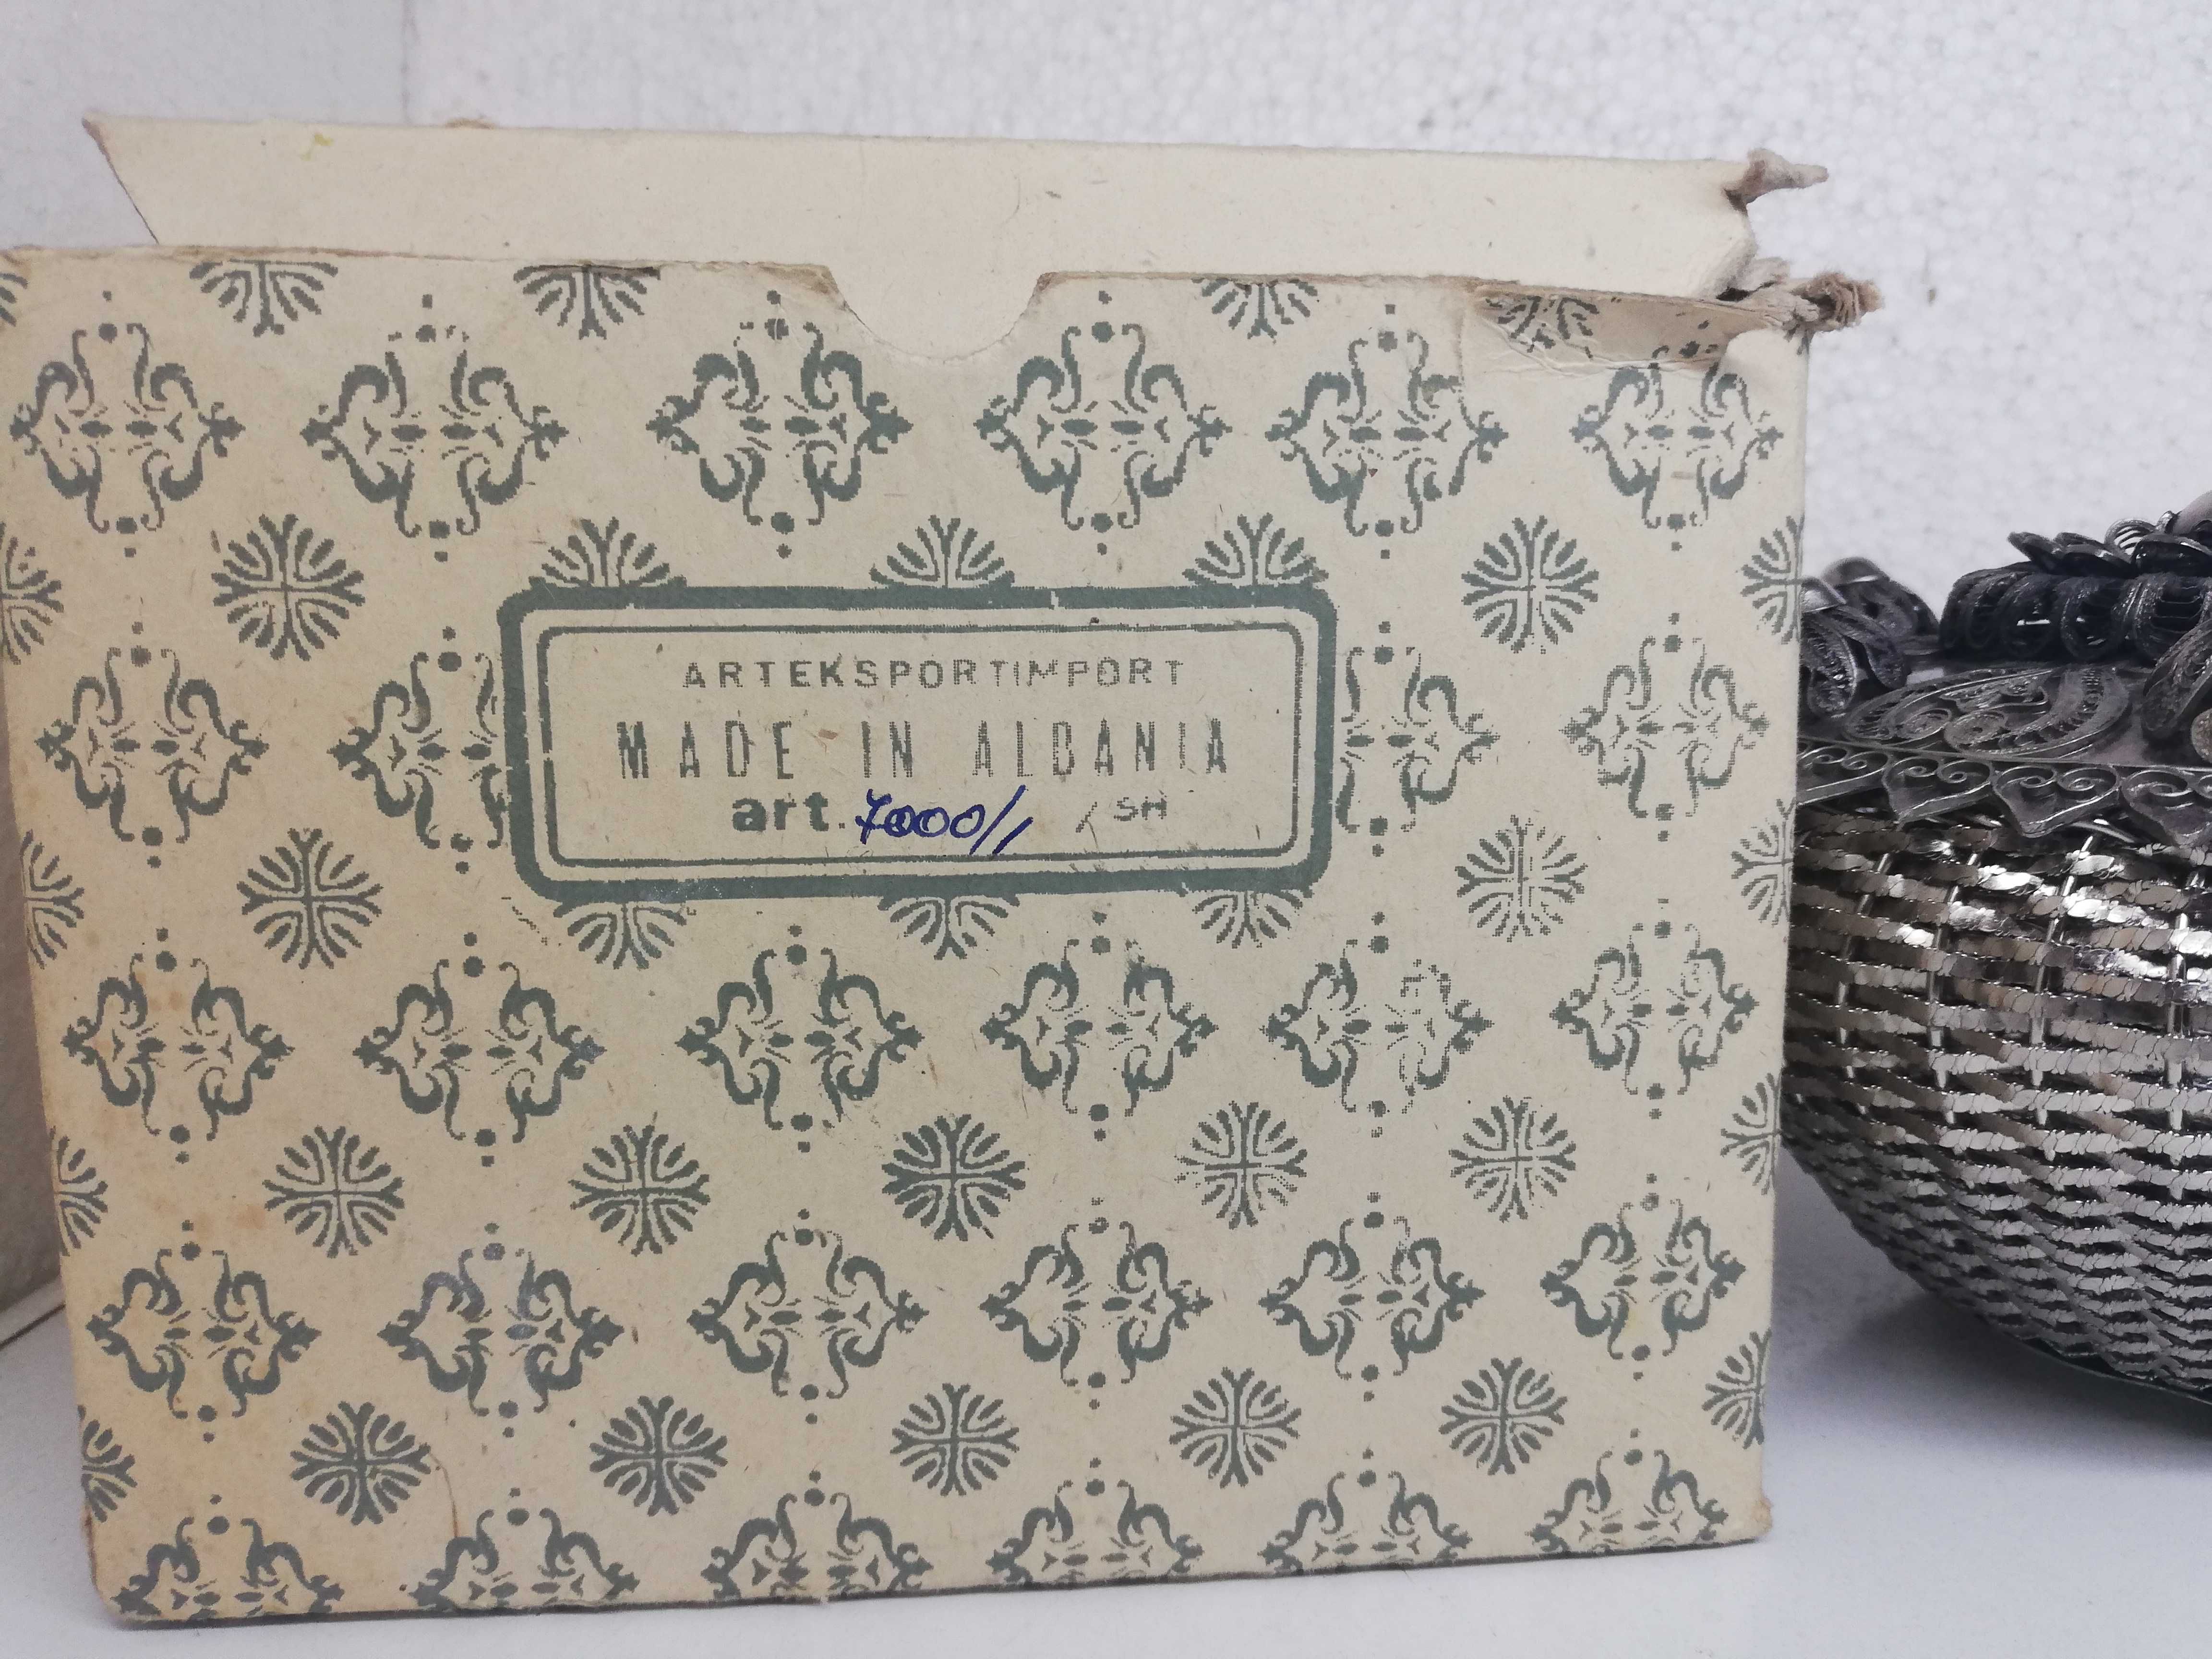 ARTEKSPORTIMPORT
MADE IN ALBANIA
art. 7000/1 /SH